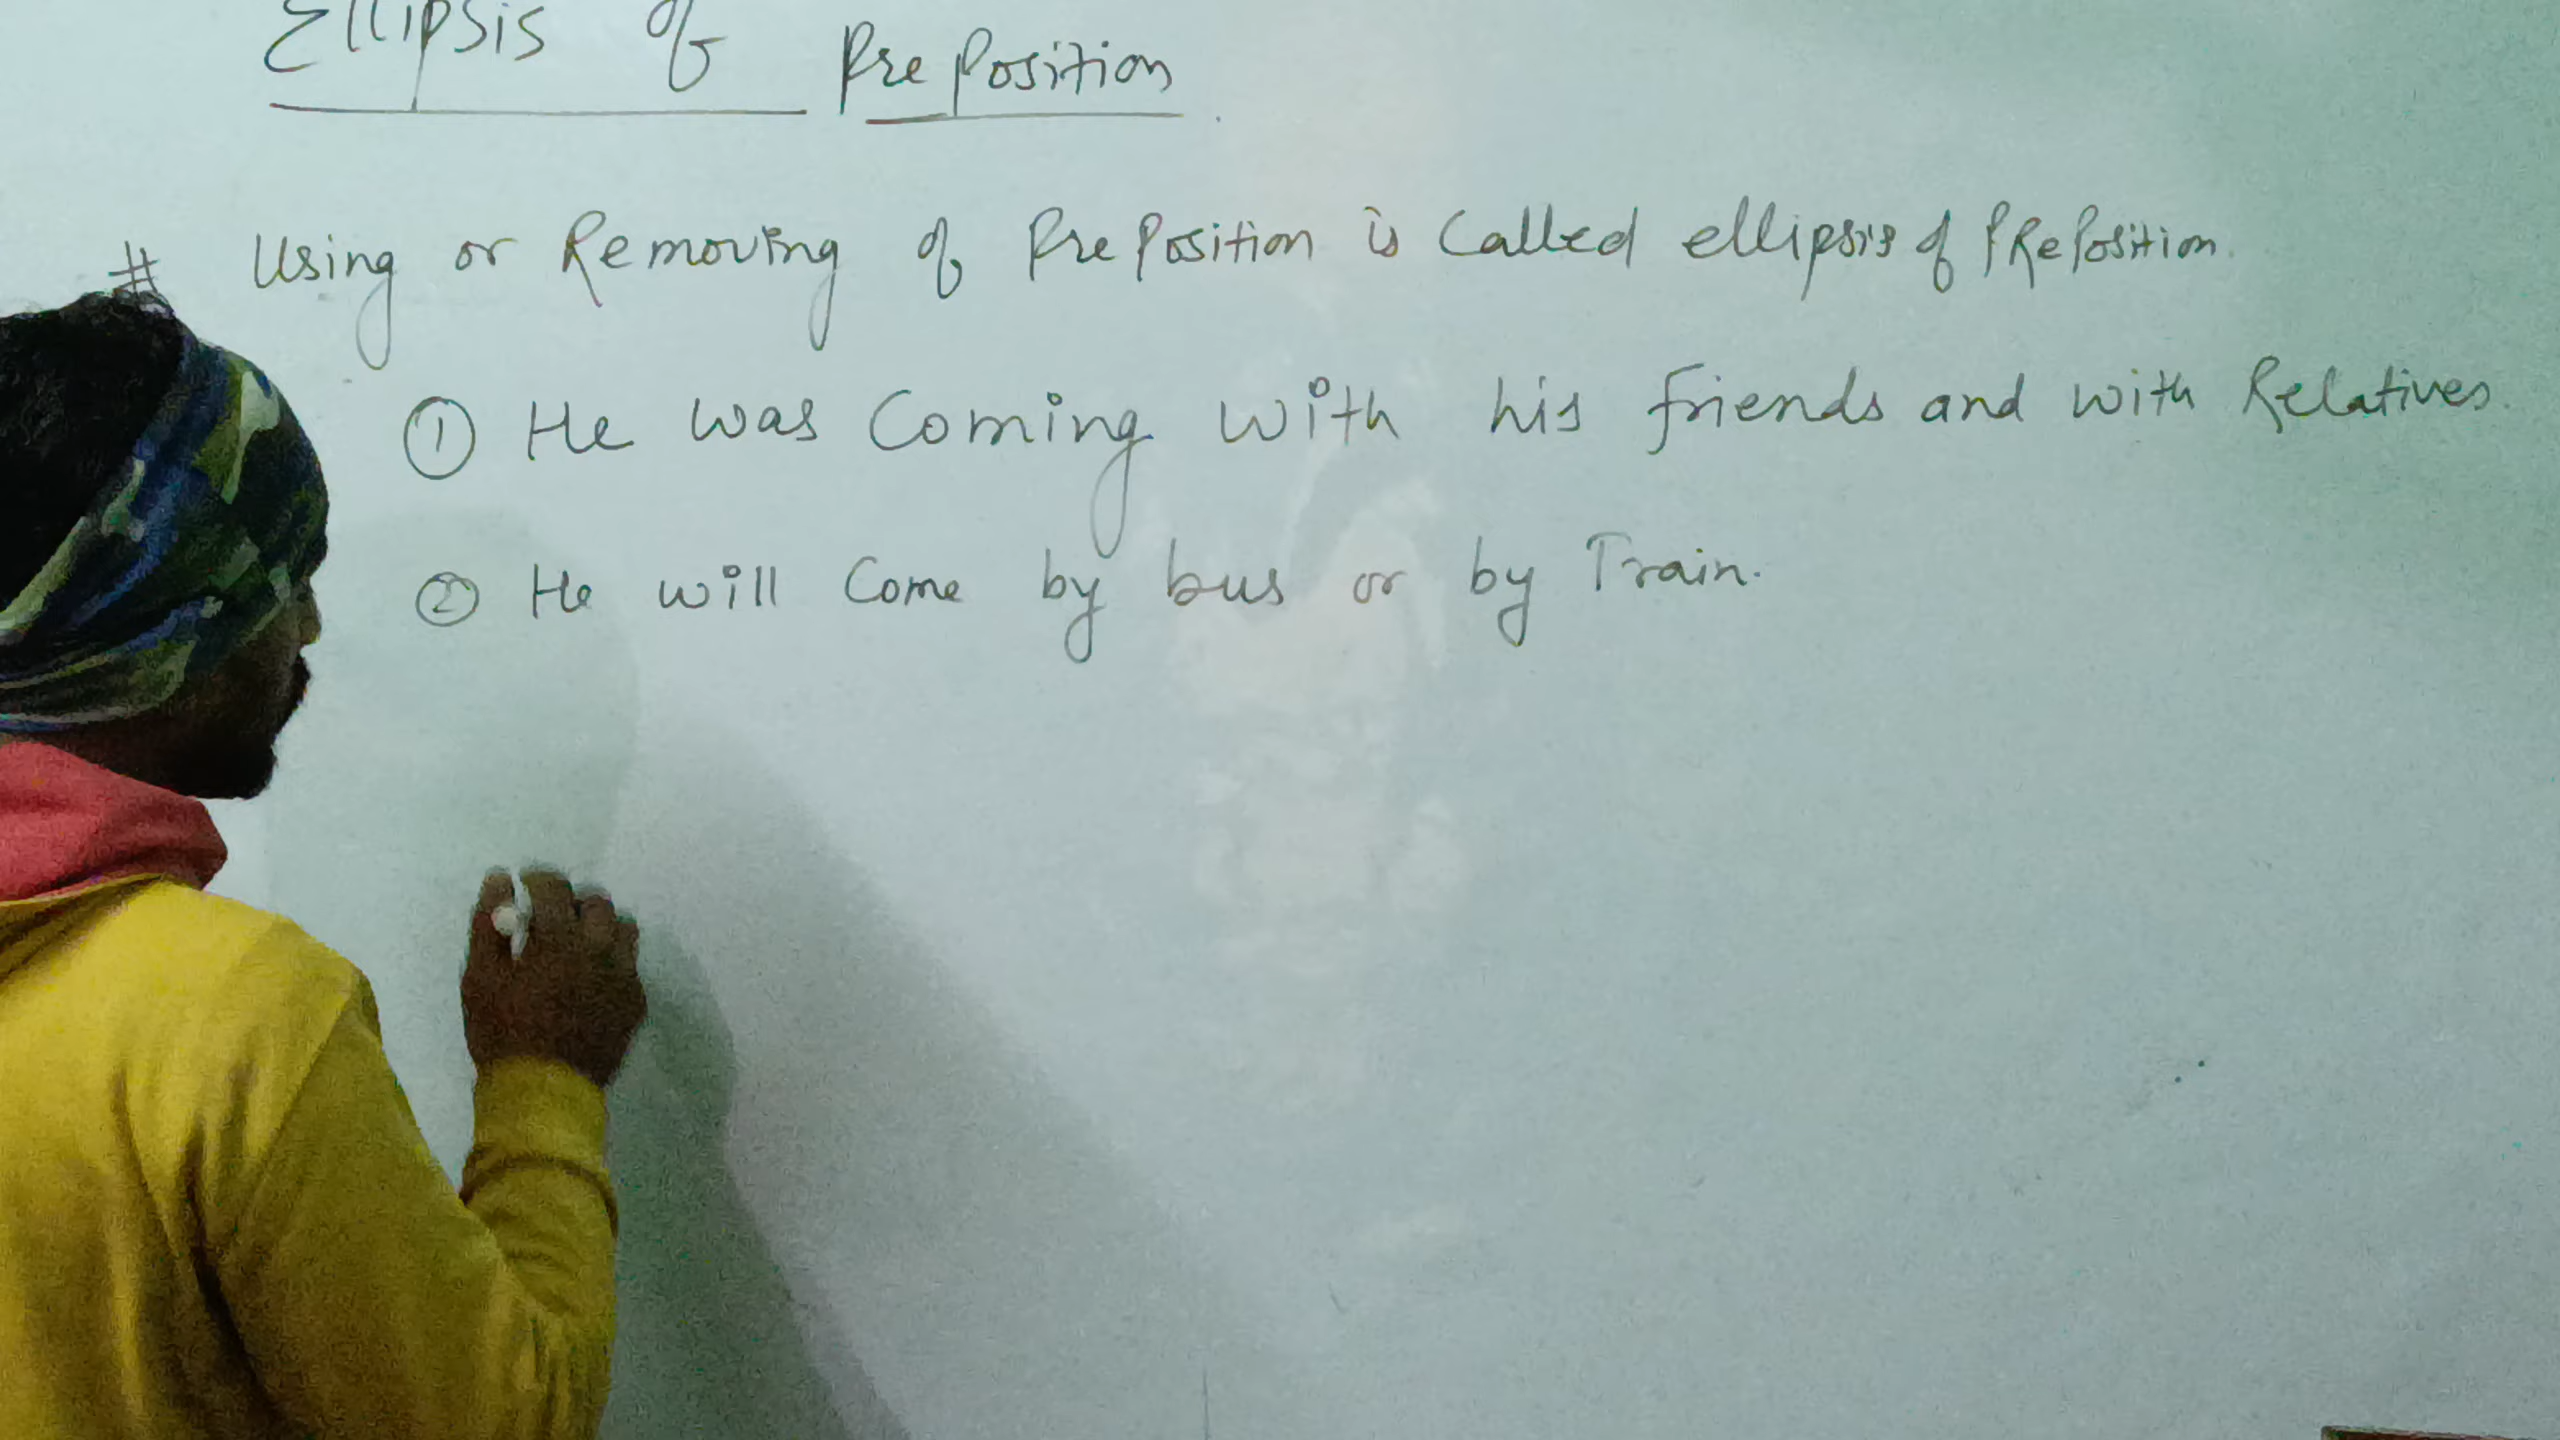 Ellipsis of Preposition
# Using or Removing of Preposition is Called ellipsis of PRePosition.
① He was Coming with his friends and with Relatives.
② He will Come by bus or by Train.